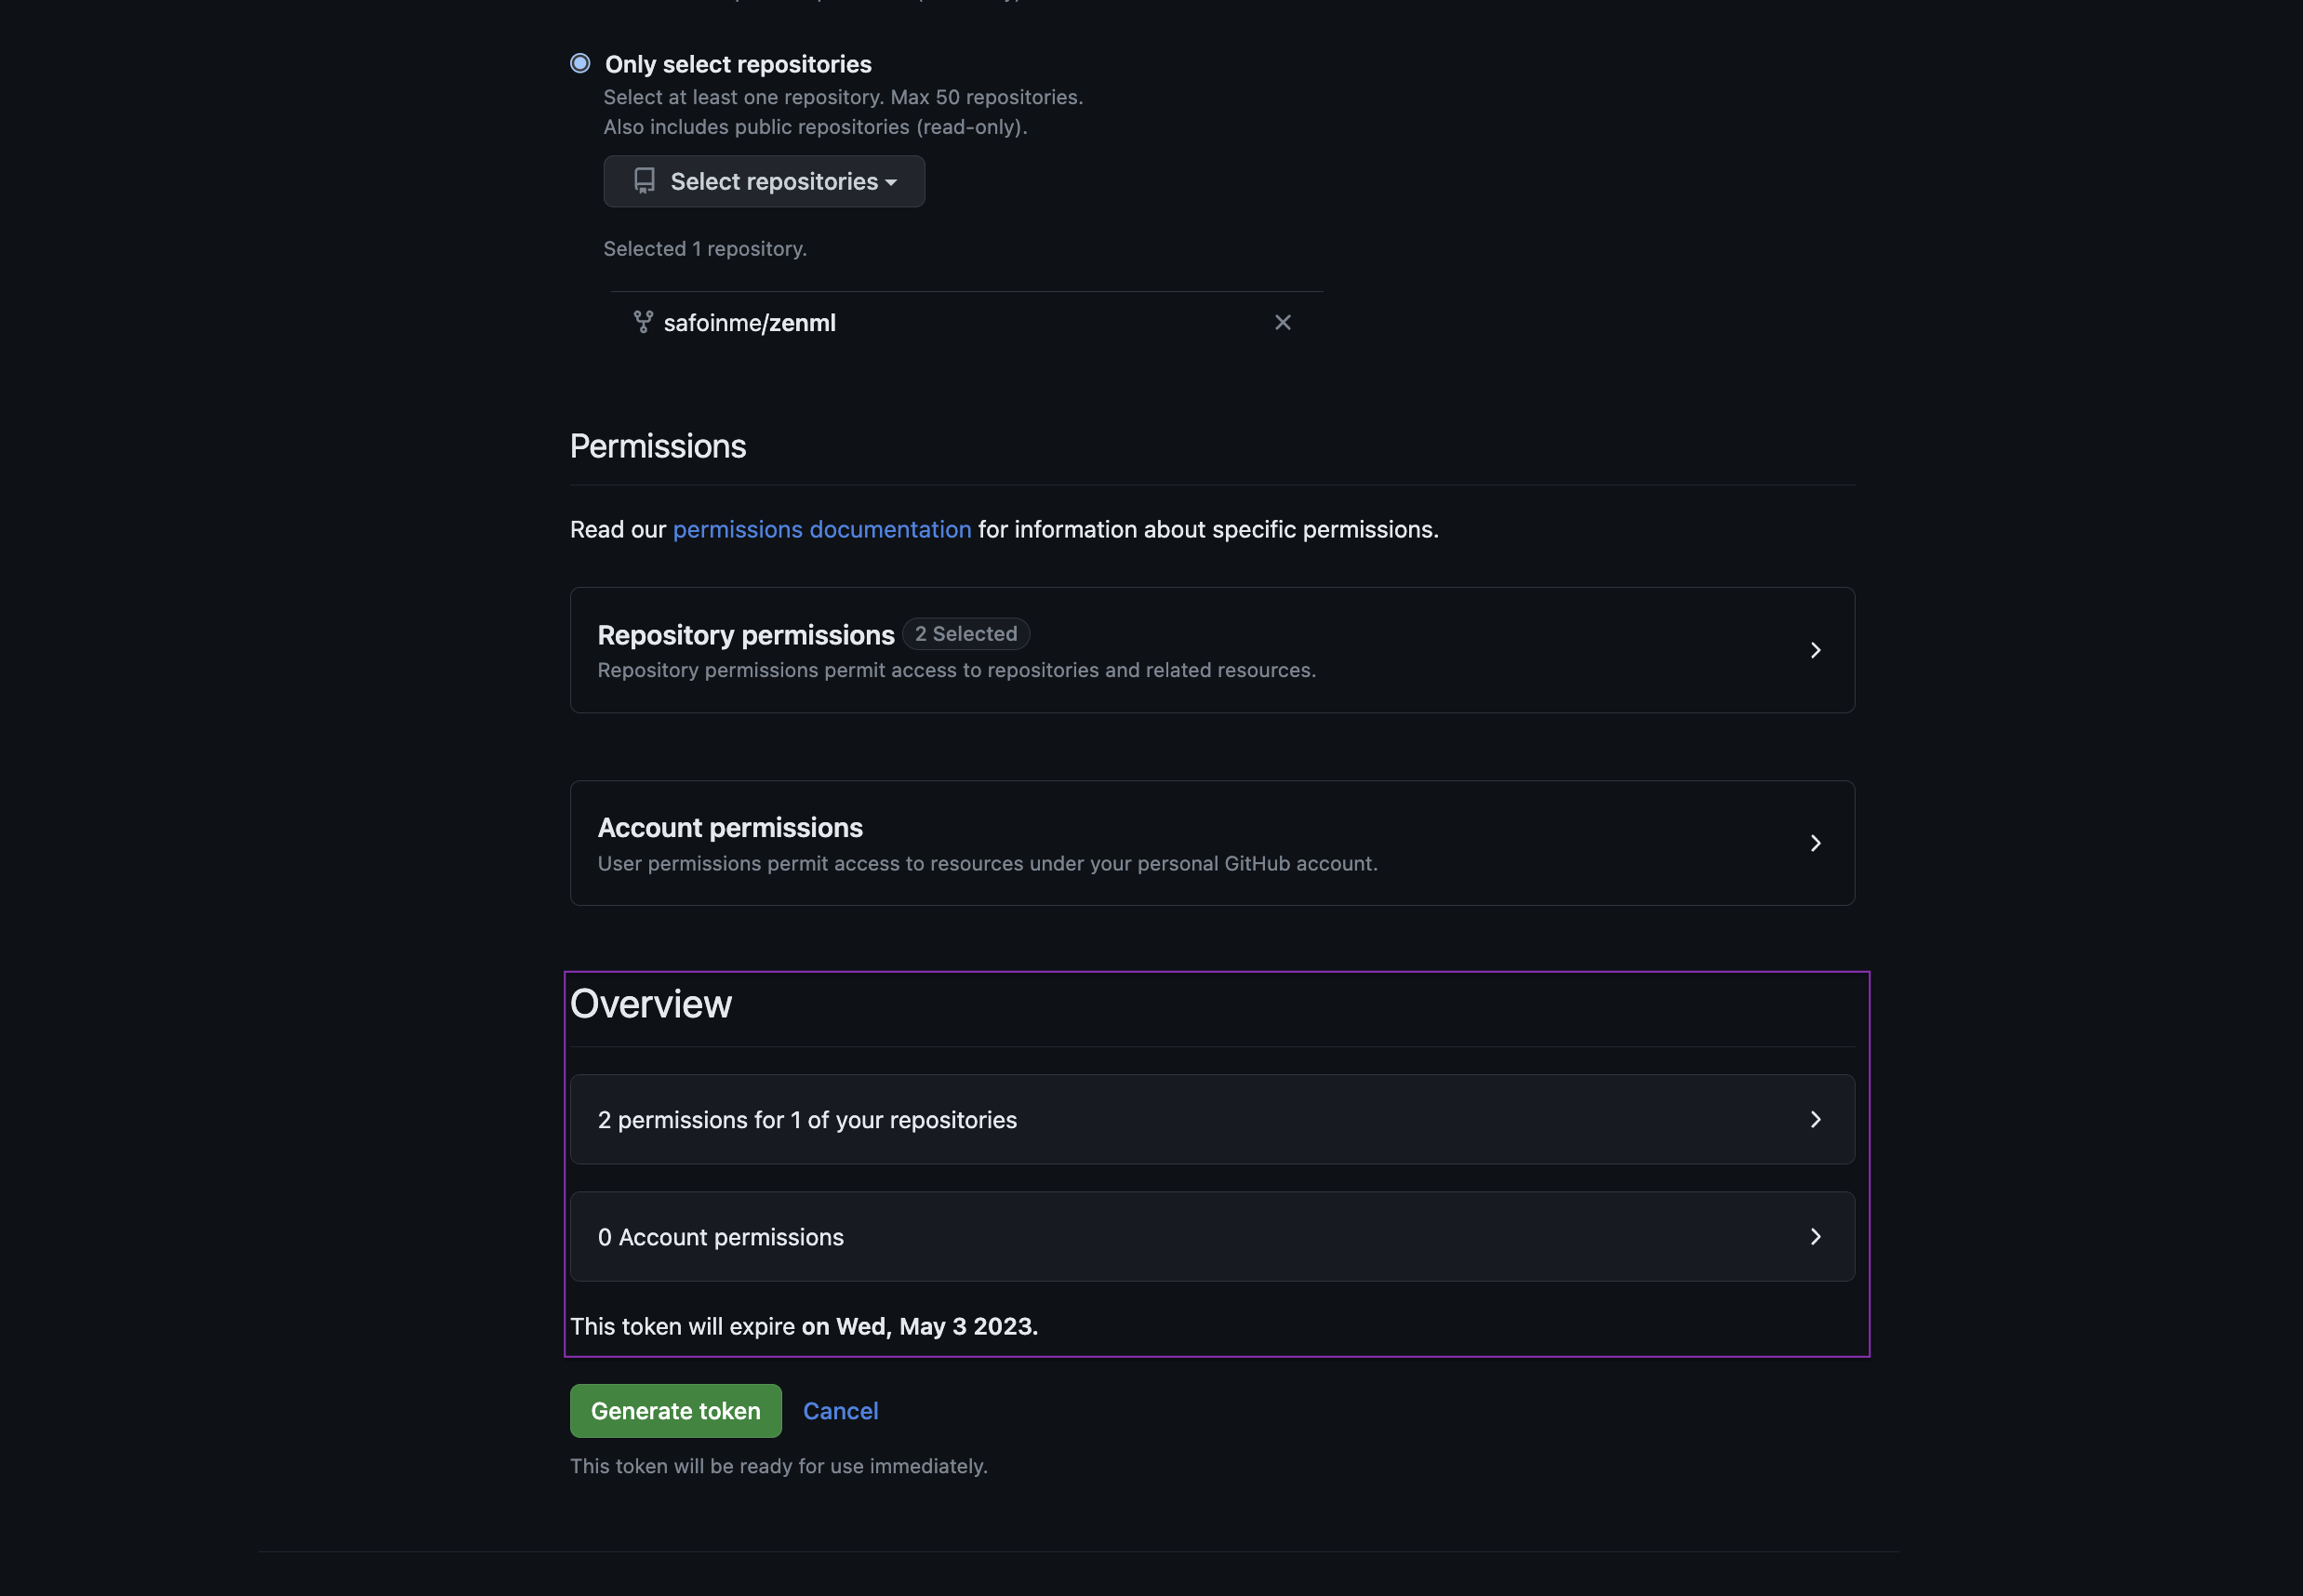 Only select repositories
Select at least one repository. Max 50 repositories.
Also includes public repositories (read-only).
Select repositories
Selected 1 repository.
safoinme/zenml
Permissions
Read our permissions documentation for information about specific permissions.
Repository permissions 2 Selected
Repository permissions permit access to repositories and related resources.
Account permissions
User permissions permit access to resources under your personal GitHub account.
Overview
2 permissions for 1 of your repositories
0 Account permissions
This token will expire on Wed, May 3 2023.
Generate token Cancel
This token will be ready for use immediately.